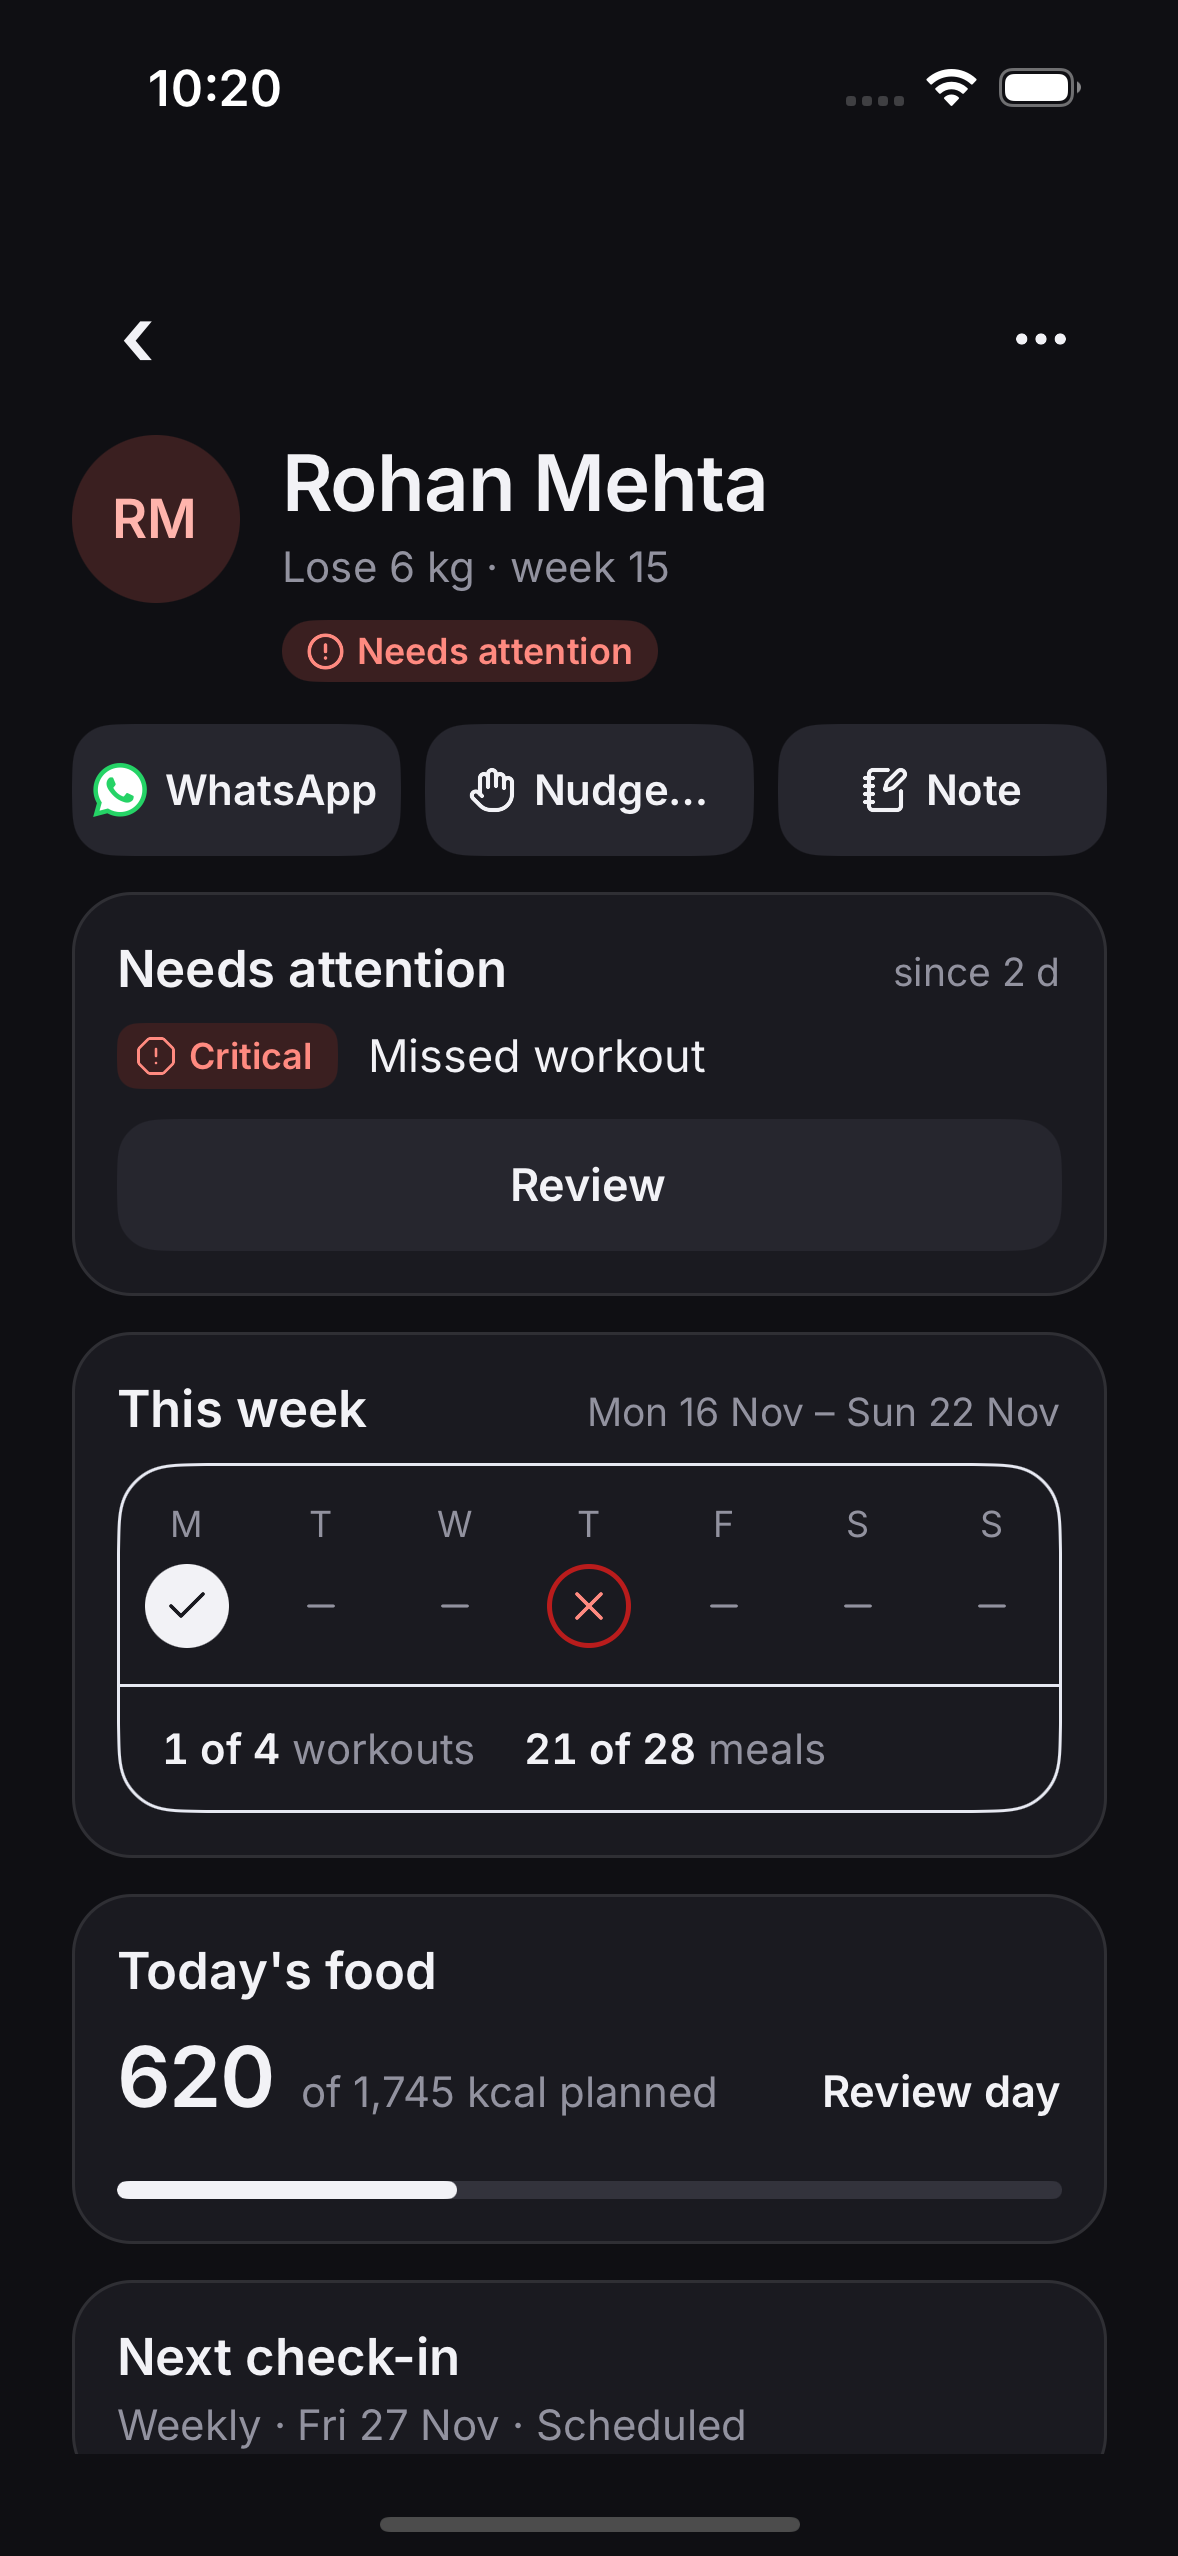 10:20
RM
Rohan Mehta
Lose 6 kg · week 15
Needs attention
WhatsApp
Nudge...
Note
Needs attention
since 2 d
Critical
Missed workout
Review
This week
Mon 16 Nov – Sun 22 Nov
M T W T F S S
1 of 4 workouts 21 of 28 meals
Today's food
620 of 1,745 kcal planned
Review day
Next check-in
Weekly · Fri 27 Nov · Scheduled